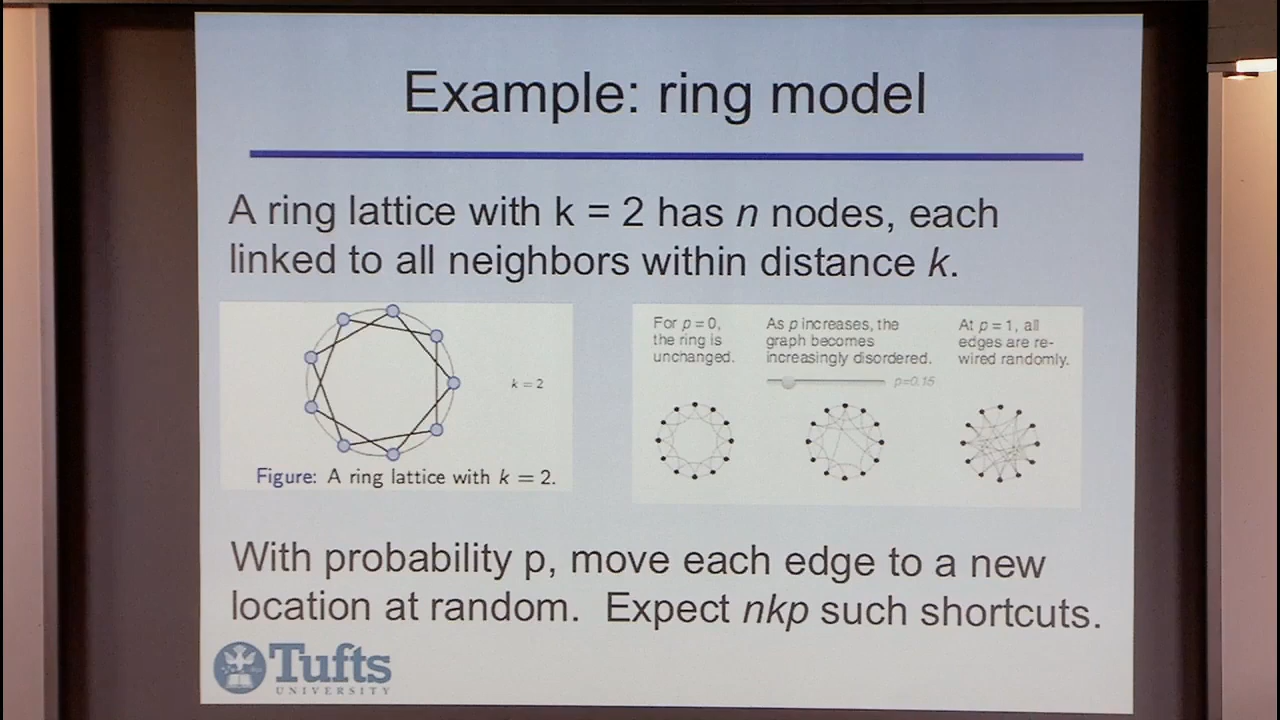 Example: ring model
A ring lattice with k = 2 has n nodes, each
linked to all neighbors within distance k.
k = 2
Figure: A ring lattice with k = 2.
For p = 0,
the ring is
unchanged.
As p increases, the
graph becomes
increasingly disordered.
p=0.15
At p = 1, all
edges are re-
wired randomly.
With probability p, move each edge to a new
location at random. Expect nkp such shortcuts.
Tufts
UNIVERSITY